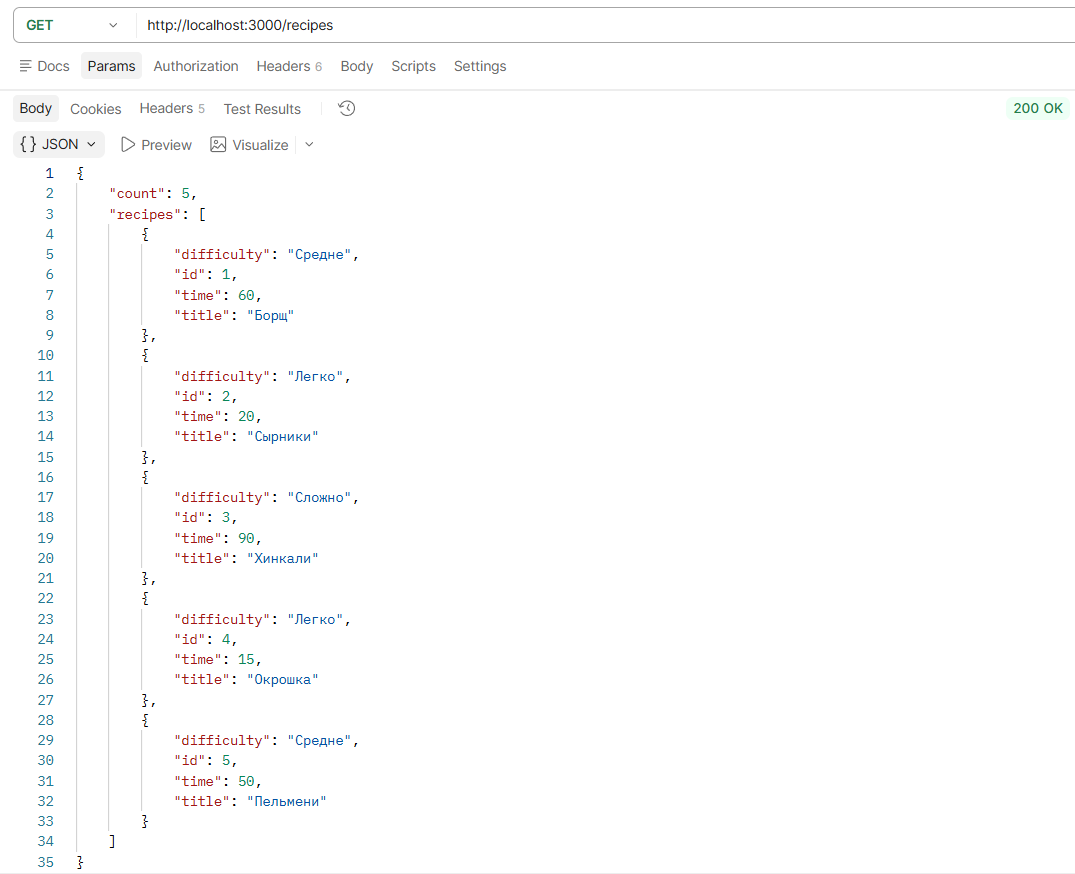 GET http://localhost:3000/recipes
Docs Params Authorization Headers 6 Body Scripts Settings
Body Cookies Headers 5 Test Results 200 OK
{} JSON Preview Visualize
1 {
2 "count": 5,
3 "recipes": [
4 {
5 "difficulty": "Средне",
6 "id": 1,
7 "time": 60,
8 "title": "Борщ"
9 },
10 {
11 "difficulty": "Легко",
12 "id": 2,
13 "time": 20,
14 "title": "Сырники"
15 },
16 {
17 "difficulty": "Сложно",
18 "id": 3,
19 "time": 90,
20 "title": "Хинкали"
21 },
22 {
23 "difficulty": "Легко",
24 "id": 4,
25 "time": 15,
26 "title": "Окрошка"
27 },
28 {
29 "difficulty": "Средне",
30 "id": 5,
31 "time": 50,
32 "title": "Пельмени"
33 }
34 ]
35 }